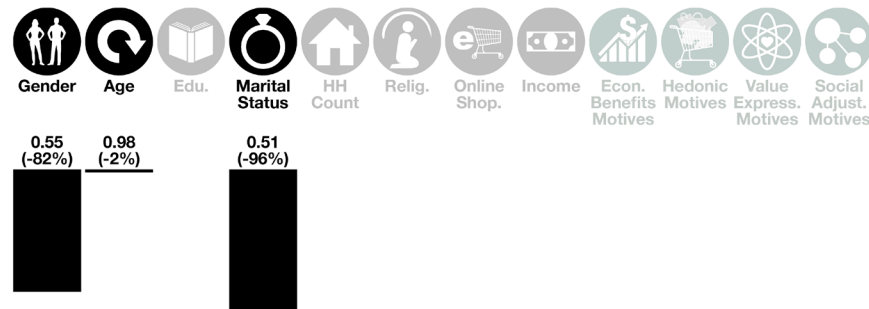 Gender Age Edu. Marital Status HH Count Relig. e Online Shop. Income $ Econ. Benefits Motives Hedonic Motives Value Express. Motives Social Adjust. Motives
0.55 0.98 0.51
(-82%) (-2%) (-96%)